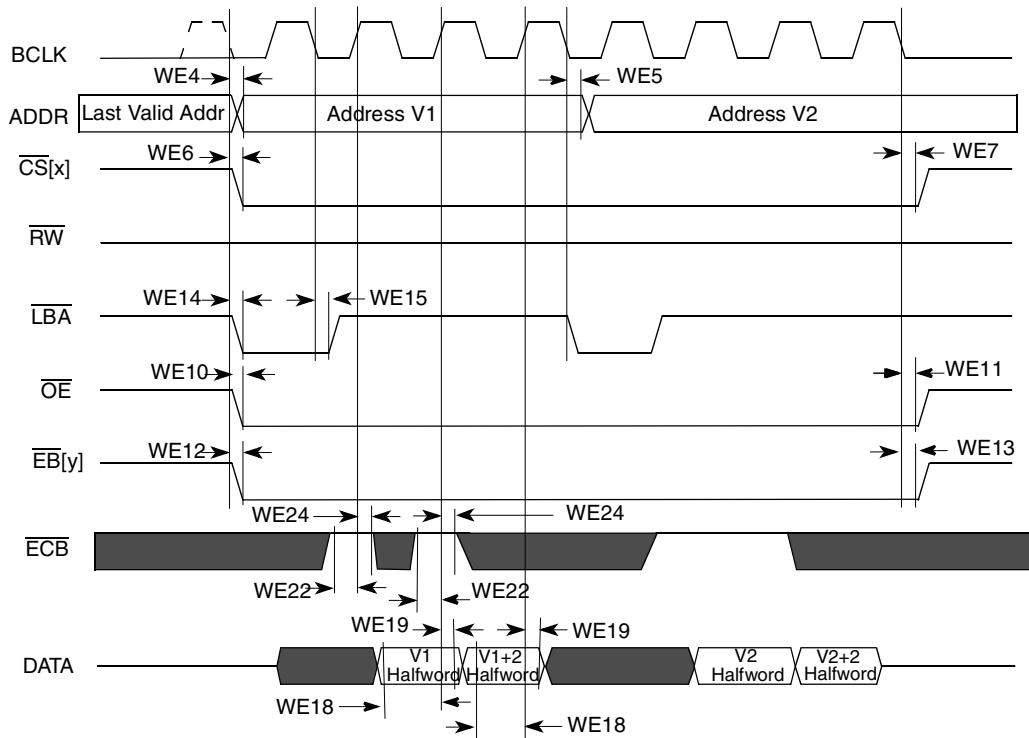 BCLK
WE4
WE5
ADDR
Last Valid Addr
Address V1
Address V2
WE6
WE7
CS[x]
RW
WE14
WE15
LBA
WE10
WE11
OE
WE12
WE13
EB[y]
WE24
WE24
ECB
WE22
WE22
WE19
WE19
DATA
V1
Halfword
V1+2
Halfword
V2
Halfword
V2+2
Halfword
WE18
WE18